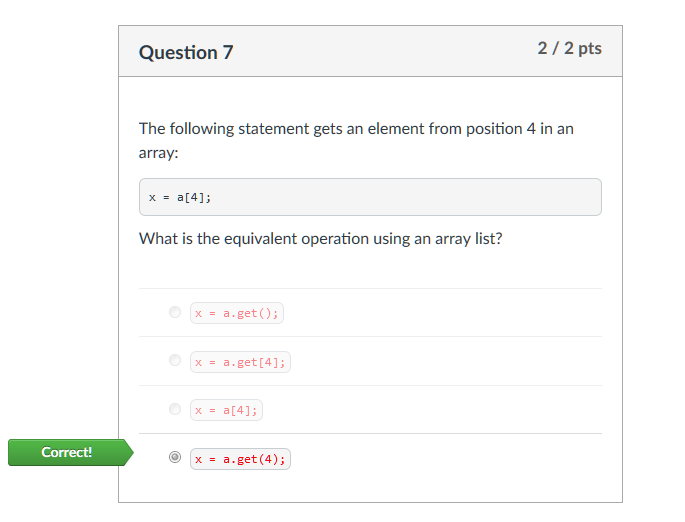 Question 7
2 / 2 pts
The following statement gets an element from position 4 in an
array:
x = a[4];
What is the equivalent operation using an array list?
x = a.get();
x = a.get[4];
x = a[4];
Correct!
x = a.get(4);